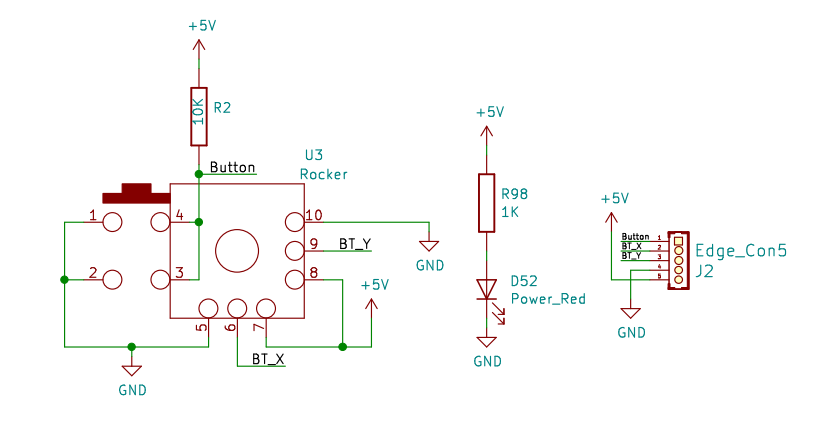 +5V
10K
R2
Button
U3
Rocker
1
4
10
9
BT_Y
2
3
8
5
6
7
+5V
BT_X
GND
GND
+5V
R98
1K
D52
Power_Red
GND
+5V
Button
1
BT_X
2
BT_Y
3
4
5
Edge_Con5
J2
GND